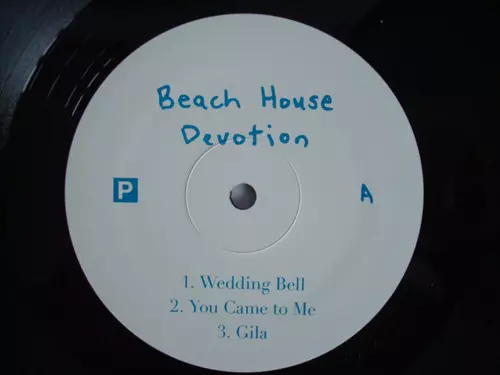 Beach House
Devotion
P
A
1. Wedding Bell
2. You Came to Me
3. Gila